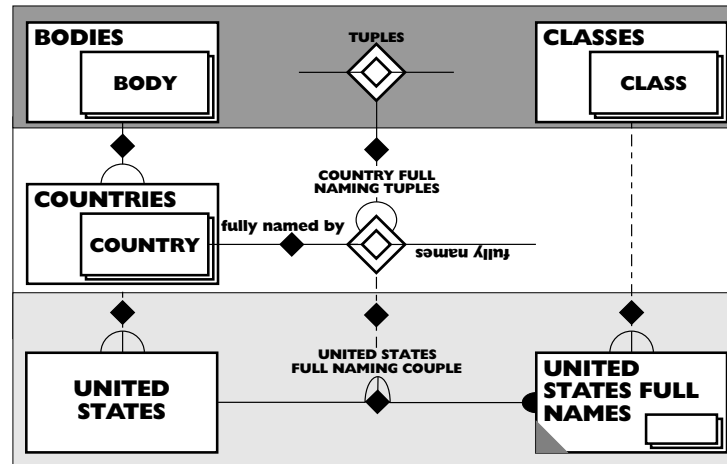 BODIES
BODY
TUPLES
CLASSES
CLASS
COUNTRY FULL
NAMING TUPLES
COUNTRIES
COUNTRY
fully named by
fully names
UNITED STATES
FULL NAMING COUPLE
UNITED
STATES
UNITED
STATES FULL
NAMES